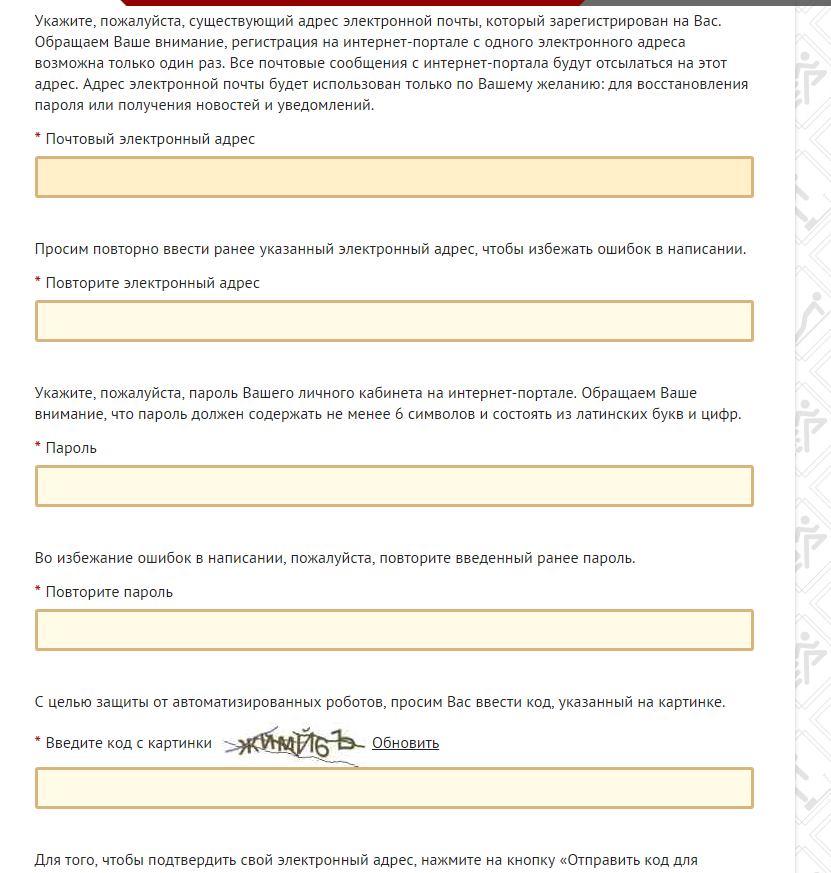 Укажите, пожалуйста, существующий адрес электронной почты, который зарегистрирован на Вас.
Обращаем Ваше внимание, регистрация на интернет-портале с одного электронного адреса
возможна только один раз. Все почтовые сообщения с интернет-портала будут отсылаться на этот
адрес. Адрес электронной почты будет использован только по Вашему желанию: для восстановления
пароля или получения новостей и уведомлений.
* Почтовый электронный адрес
Просим повторно ввести ранее указанный электронный адрес, чтобы избежать ошибок в написании.
* Повторите электронный адрес
Укажите, пожалуйста, пароль Вашего личного кабинета на интернет-портале. Обращаем Ваше
внимание, что пароль должен содержать не менее 6 символов и состоять из латинских букв и цифр.
* Пароль
Во избежание ошибок в написании, пожалуйста, повторите введенный ранее пароль.
* Повторите пароль
С целью защиты от автоматизированных роботов, просим Вас ввести код, указанный на картинке.
* Введите код с картинки Обновить
Для того, чтобы подтвердить свой электронный адрес, нажмите на кнопку «Отправить код для